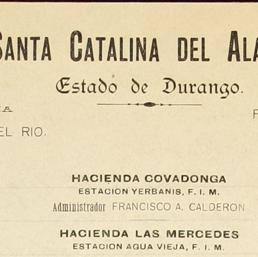 SANTA CATALINA DEL ALA
Estado de Durango.
EL RIO.
HACIENDA COVADONGA
ESTACION YERBANIS, F. I. M.
Administrador FRANCISCO A. CALDERON
HACIENDA LAS MERCEDES
ESTACION AGUA VIEJA, F. I. M.